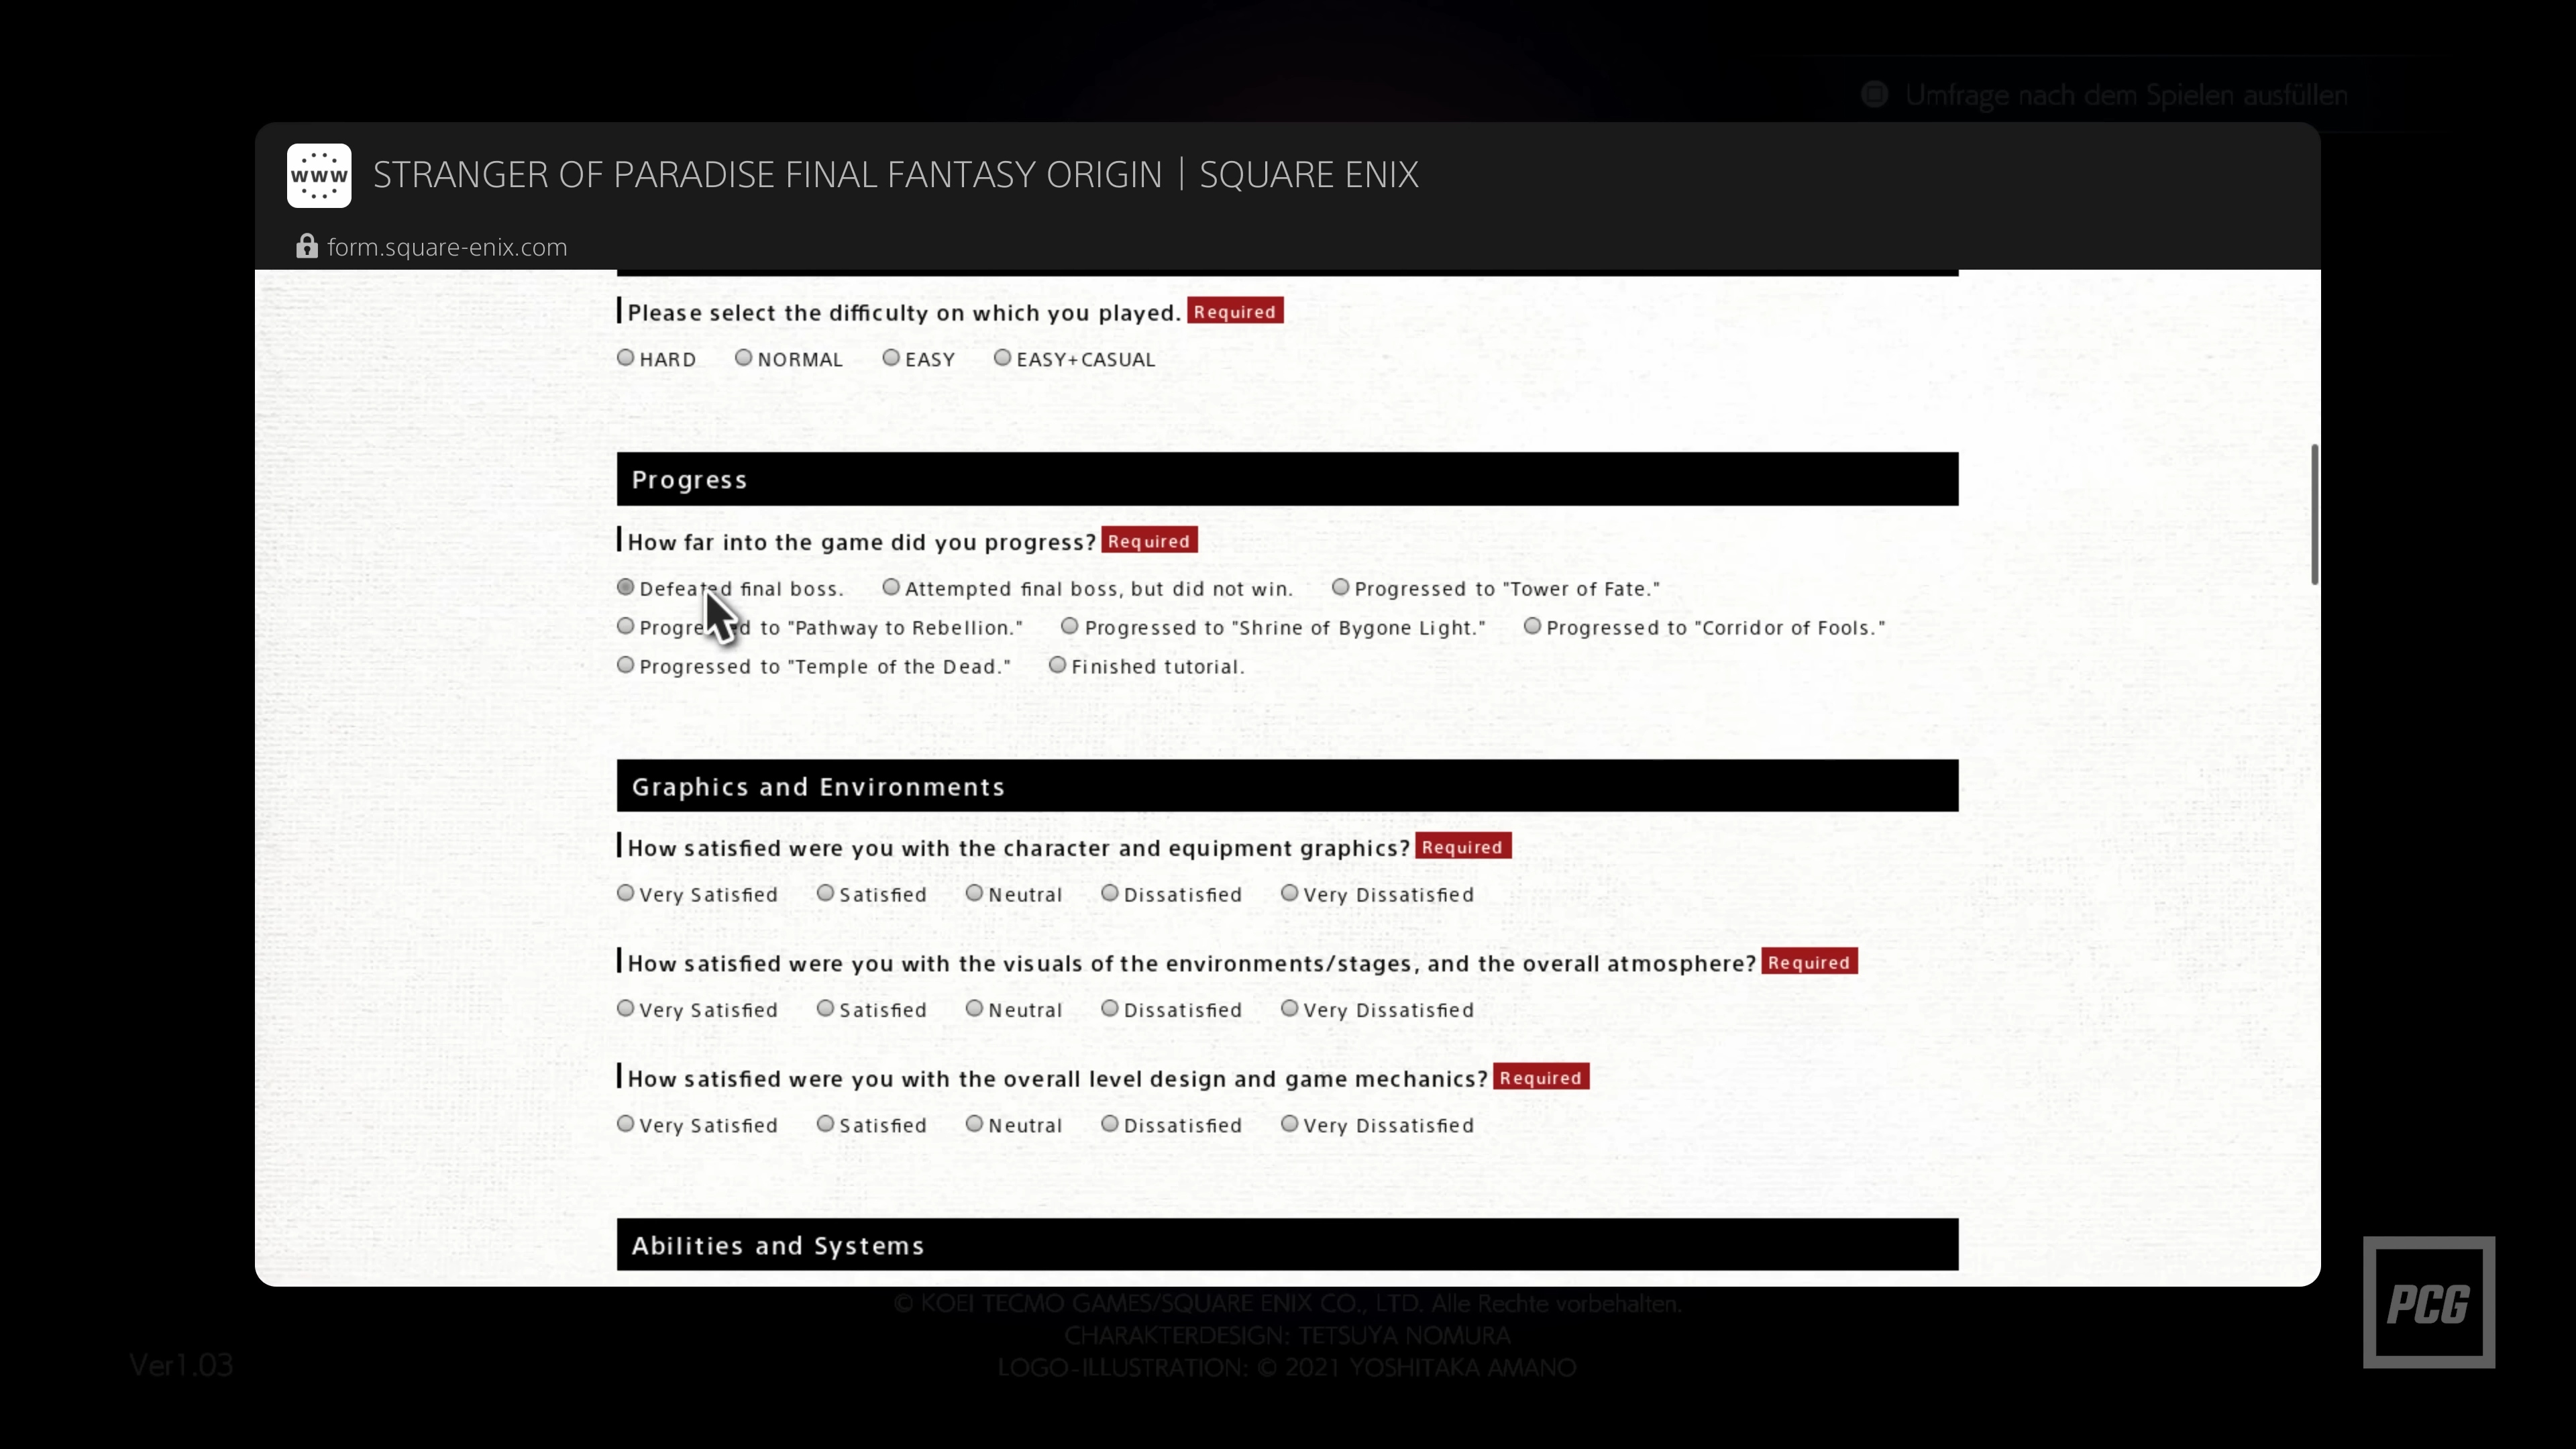 Umfrage nach dem Spielen ausfüllen
www STRANGER OF PARADISE FINAL FANTASY ORIGIN | SQUARE ENIX
form.square-enix.com
Please select the difficulty on which you played. Required
HARD NORMAL EASY EASY+CASUAL
Progress
How far into the game did you progress? Required
Defeated final boss. Attempted final boss, but did not win. Progressed to "Tower of Fate."
Progressed to "Pathway to Rebellion." Progressed to "Shrine of Bygone Light." Progressed to "Corridor of Fools."
Progressed to "Temple of the Dead." Finished tutorial.
Graphics and Environments
How satisfied were you with the character and equipment graphics? Required
Very Satisfied Satisfied Neutral Dissatisfied Very Dissatisfied
How satisfied were you with the visuals of the environments/stages, and the overall atmosphere? Required
Very Satisfied Satisfied Neutral Dissatisfied Very Dissatisfied
How satisfied were you with the overall level design and game mechanics? Required
Very Satisfied Satisfied Neutral Dissatisfied Very Dissatisfied
Abilities and Systems
© KOEI TECMO GAMES/SQUARE ENIX CO., LTD. Alle Rechte vorbehalten.
CHARAKTERDESIGN: TETSUYA NOMURA
LOGO-ILLUSTRATION: © 2021 YOSHITAKA AMANO
Ver1.03
PCG